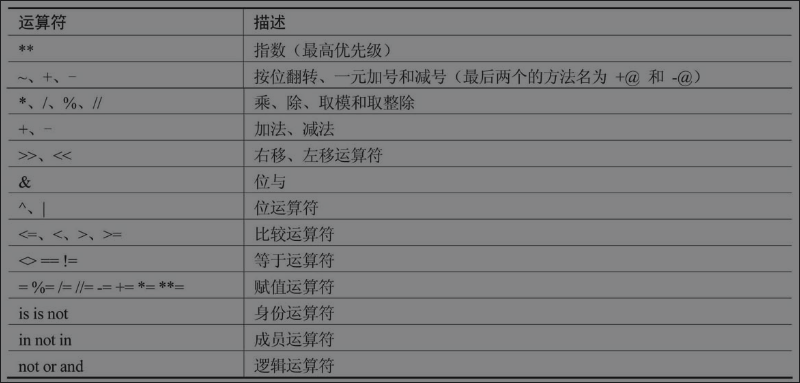 运算符 描述
** 指数（最高优先级）
~、+、− 按位翻转、一元加号和减号（最后两个的方法名为 +@ 和 -@）
*、/、%、// 乘、除、取模和取整除
+、− 加法、减法
>>、<< 右移、左移运算符
& 位与
^、| 位运算符
<=、<、>、>= 比较运算符
<> == != 等于运算符
= %= /= //= -= += *= **= 赋值运算符
is is not 身份运算符
in not in 成员运算符
not or and 逻辑运算符